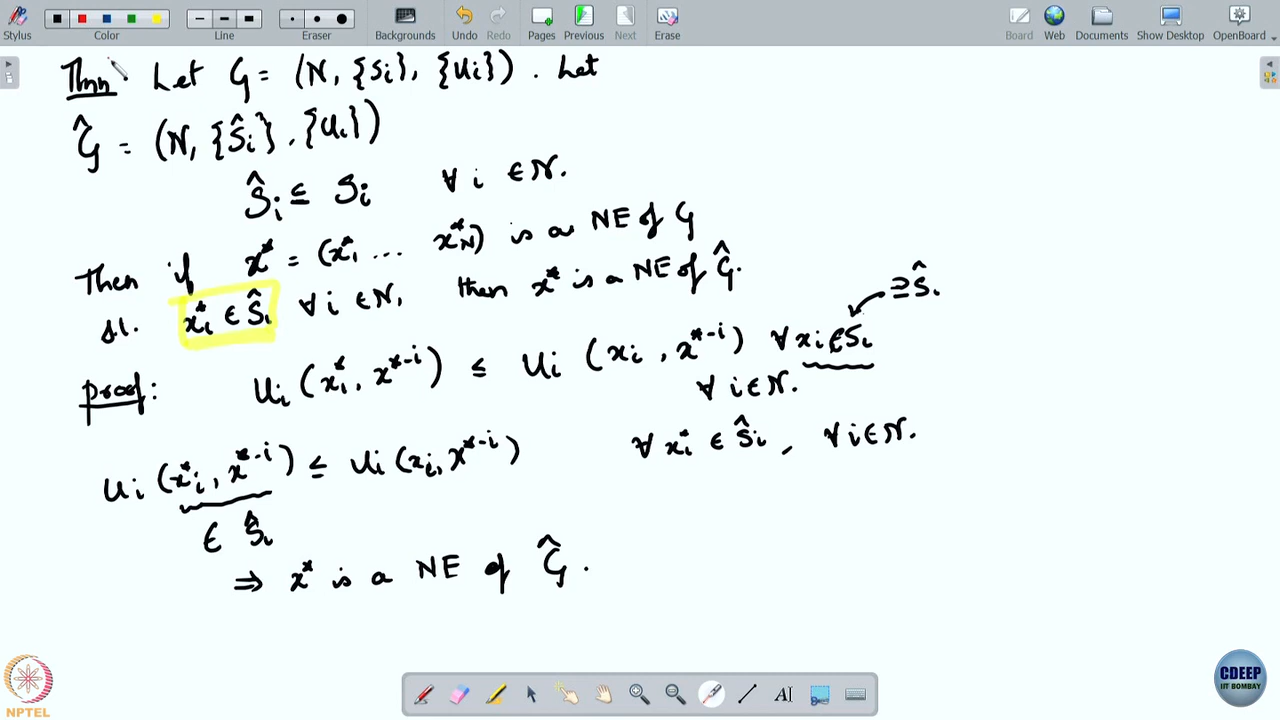 Stylus Color Line Eraser Backgrounds Undo Redo Pages Previous Next Erase Board Web Documents Show Desktop OpenBoard
Thm Let G = (N, {Si}, {Ui}) . Let
Ĝ = (N, {Ŝi}, {Ui})
Ŝi ⊆ Si ∀ i ∈ N.
Then if x* = (x*1 ... x*N) is a NE of G
st. x*i ∈ Ŝi ∀ i ∈ N, then x* is a NE of Ĝ.
⊇ Ŝi
proof: Ui (x*1, x*-i) ≤ Ui (xi, x*-i) ∀ xi ∈ Si
∀ i ∈ N.
Ui (x*i, x*-i) ≤ Ui (xi, x*-i) ∀ xi ∈ Ŝi, ∀ i ∈ N.
∈ Ŝi
⇒ x* is a NE of Ĝ.
NPTEL
CDEEP
IIT BOMBAY